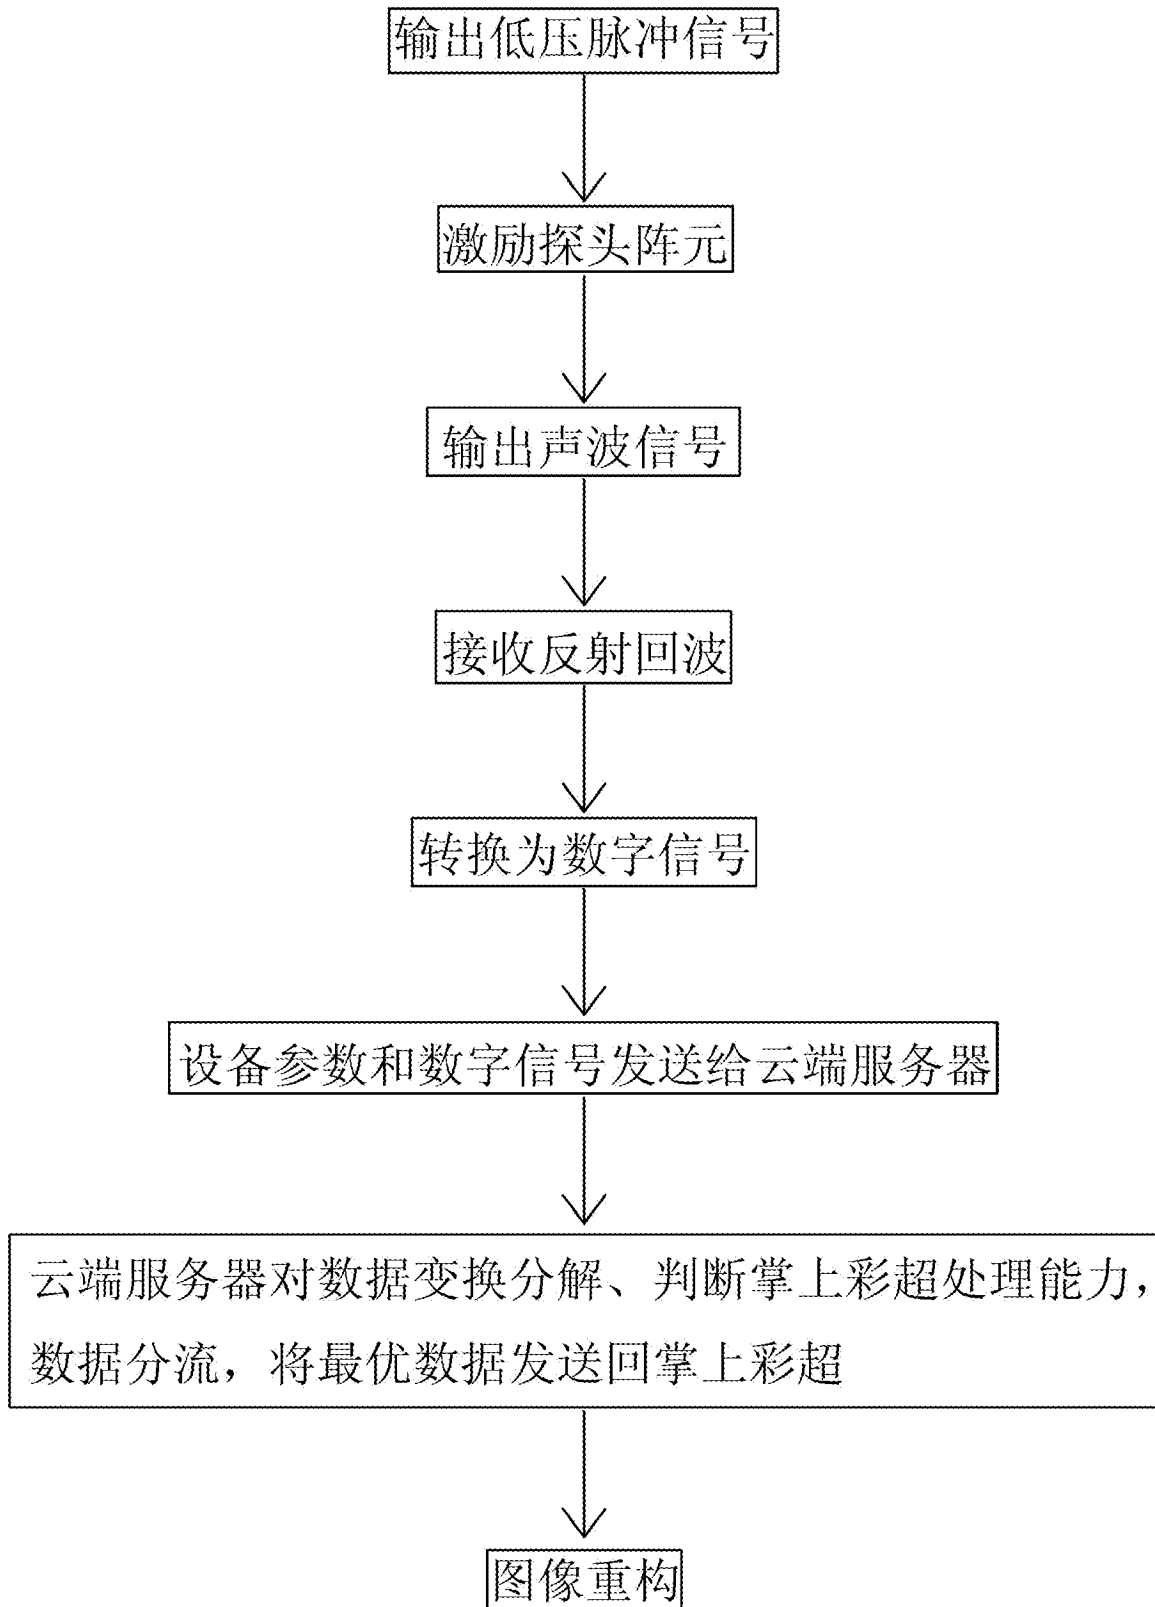 输出低压脉冲信号
激励探头阵元
输出声波信号
接收反射回波
转换为数字信号
设备参数和数字信号发送给云端服务器
云端服务器对数据变换分解、判断掌上彩超处理能力，
数据分流，将最优数据发送回掌上彩超
图像重构